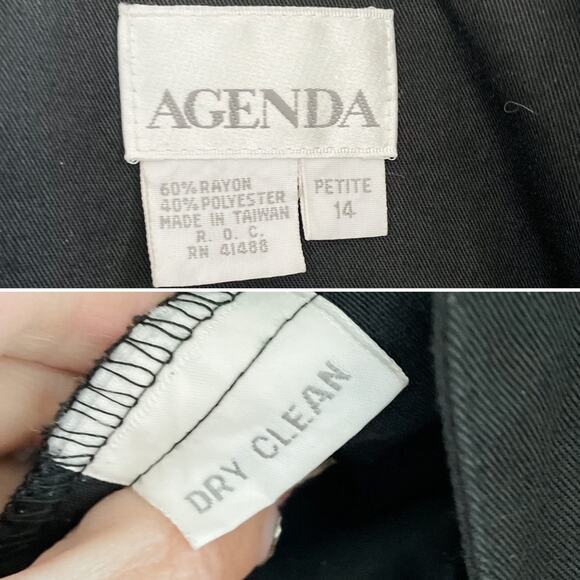 AGENDA
60% RAYON
40% POLYESTER
MADE IN TAIWAN
R. O. C.
RN 41488
PETITE
14
DRY CLEAN